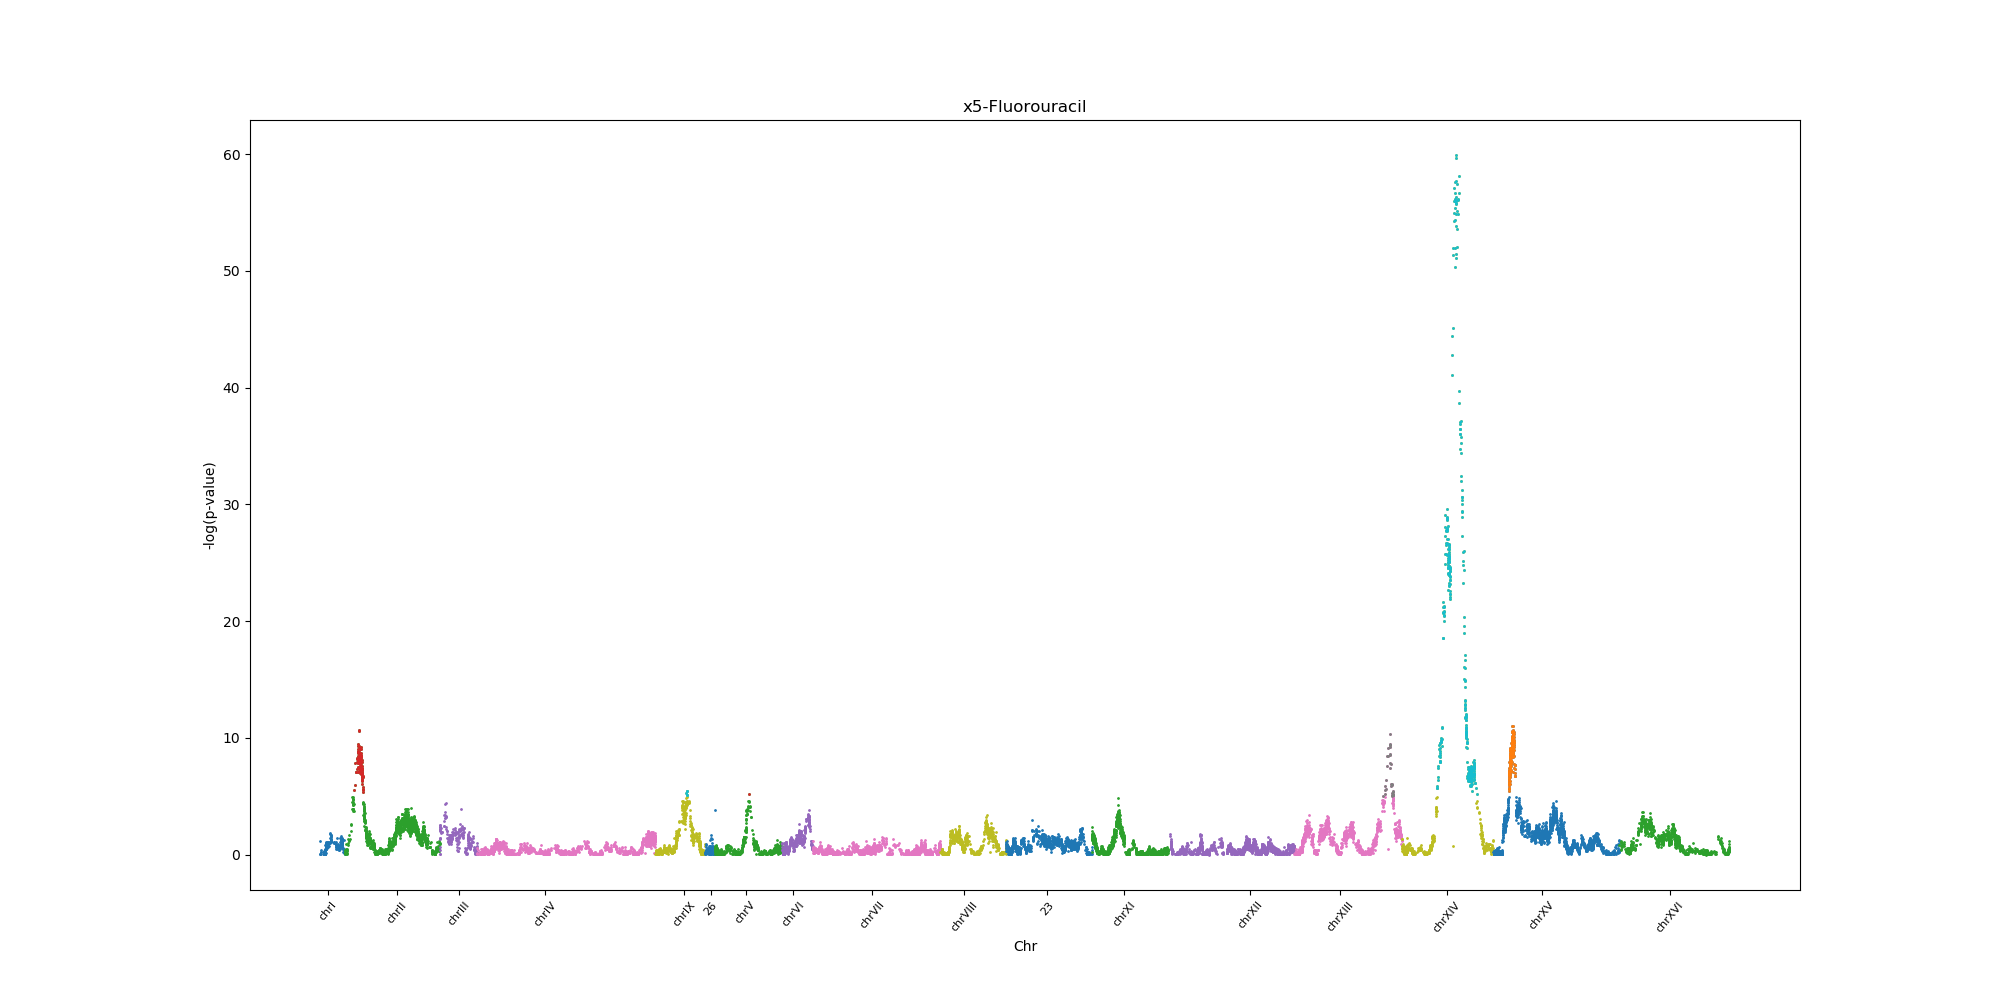 x5-Fluorouracil
60
50
40
30
20
10
0
-log(p-value)
chrI chrII chrIII chrIV chrIX 26 chrV chrVI chrVII chrVIII 23 chrXI chrXII chrXIII chrXIV chrXV chrXVI
Chr